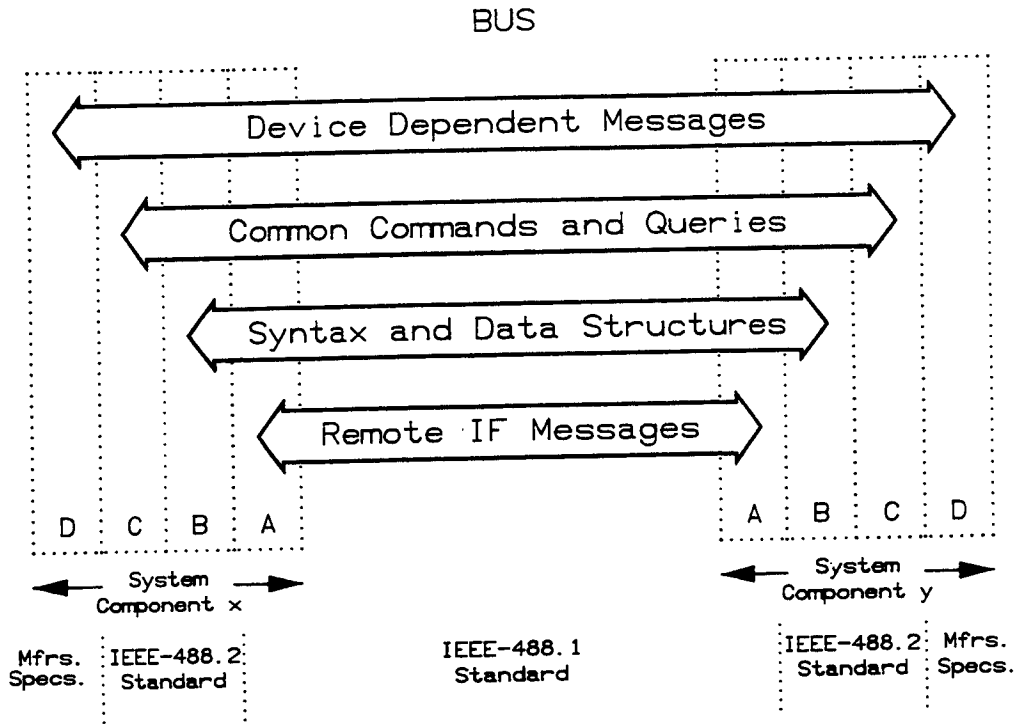 BUS
Device Dependent Messages
Common Commands and Queries
Syntax and Data Structures
Remote IF Messages
D C B A
A B C D
System
Component x
System
Component y
Mfrs.
Specs.
IEEE-488.2
Standard
IEEE-488.1
Standard
IEEE-488.2
Standard
Mfrs.
Specs.